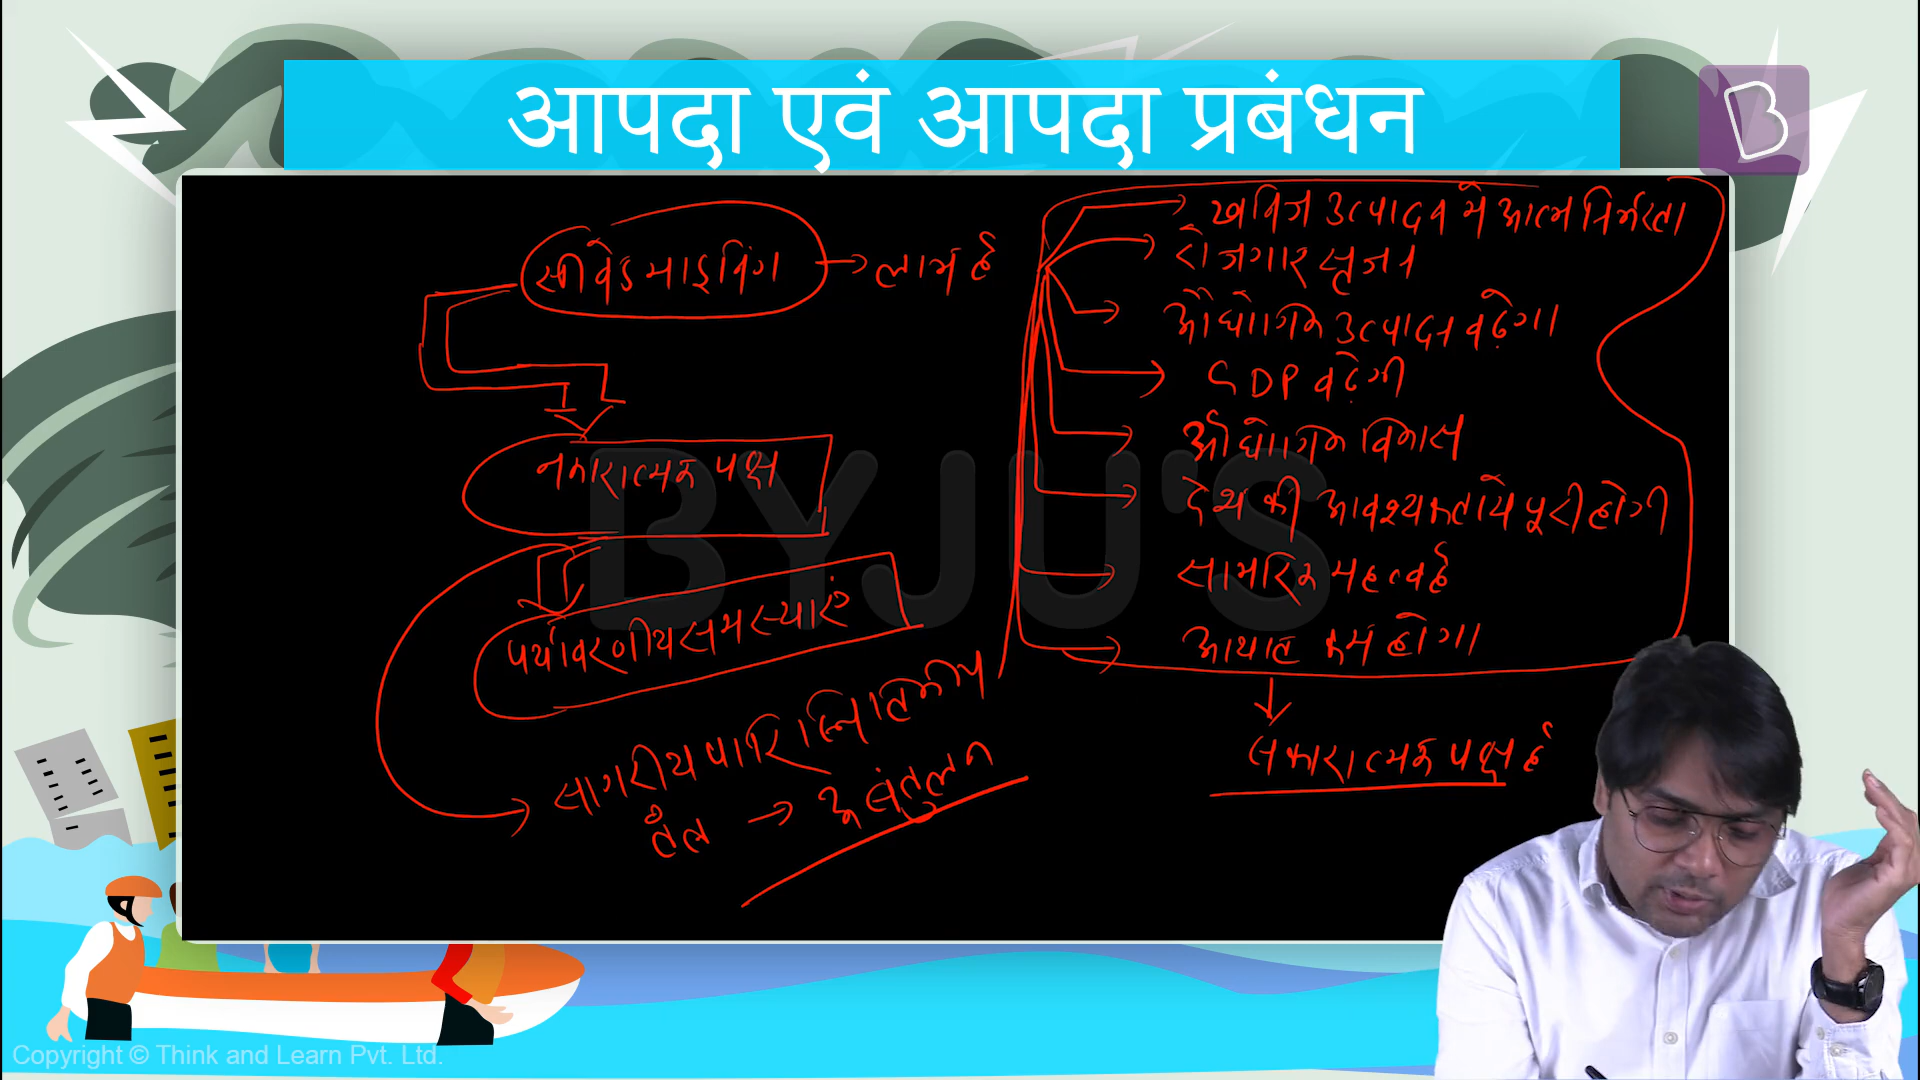 आपदा एवं आपदा प्रबंधन
सी बेड माइनिंग → लाभ है
खनिज उत्पादन मे आत्म निर्भरता
रोजगार सृजन
औद्योगिक उत्पादन बढ़ेगा
GDP बढ़ेगी
औद्योगिक विकास
देश की आवश्यकतायें पूरी होगी
सामरिक महत्व है
आयात कम होगा
सकारात्मक पक्ष है
नकारात्मक पक्ष
पर्यावरणीय समस्याएं
सागरीय पारिस्थितिकीय
तंत्र → असंतुलन
BYJU'S
Copyright © Think and Learn Pvt. Ltd.